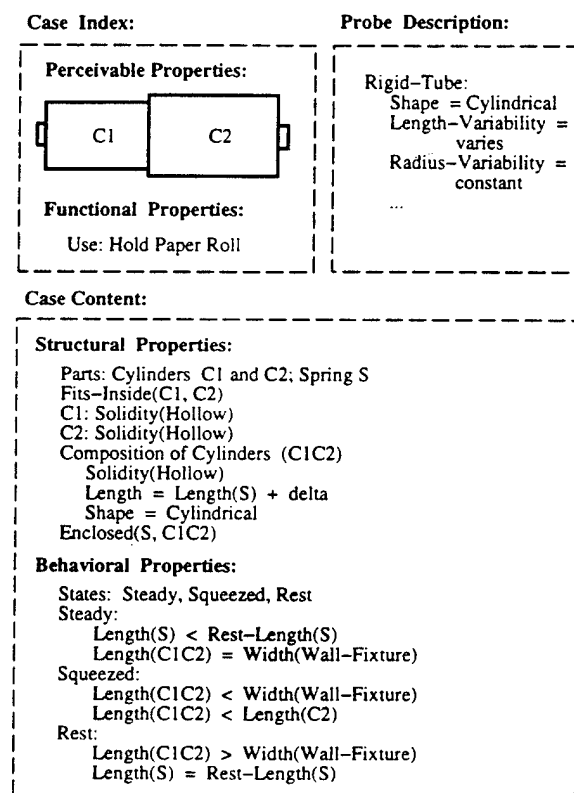 Case Index:
Perceivable Properties:
C1
C2
Functional Properties:
Use: Hold Paper Roll
Probe Description:
Rigid-Tube:
Shape = Cylindrical
Length-Variability =
varies
Radius-Variability =
constant
...
Case Content:
Structural Properties:
Parts: Cylinders C1 and C2; Spring S
Fits-Inside(C1, C2)
C1: Solidity(Hollow)
C2: Solidity(Hollow)
Composition of Cylinders (C1C2)
Solidity(Hollow)
Length = Length(S) + delta
Shape = Cylindrical
Enclosed(S, C1C2)
Behavioral Properties:
States: Steady, Squeezed, Rest
Steady:
Length(S) < Rest-Length(S)
Length(C1C2) = Width(Wall-Fixture)
Squeezed:
Length(C1C2) < Width(Wall-Fixture)
Length(C1C2) < Length(C2)
Rest:
Length(C1C2) > Width(Wall-Fixture)
Length(S) = Rest-Length(S)